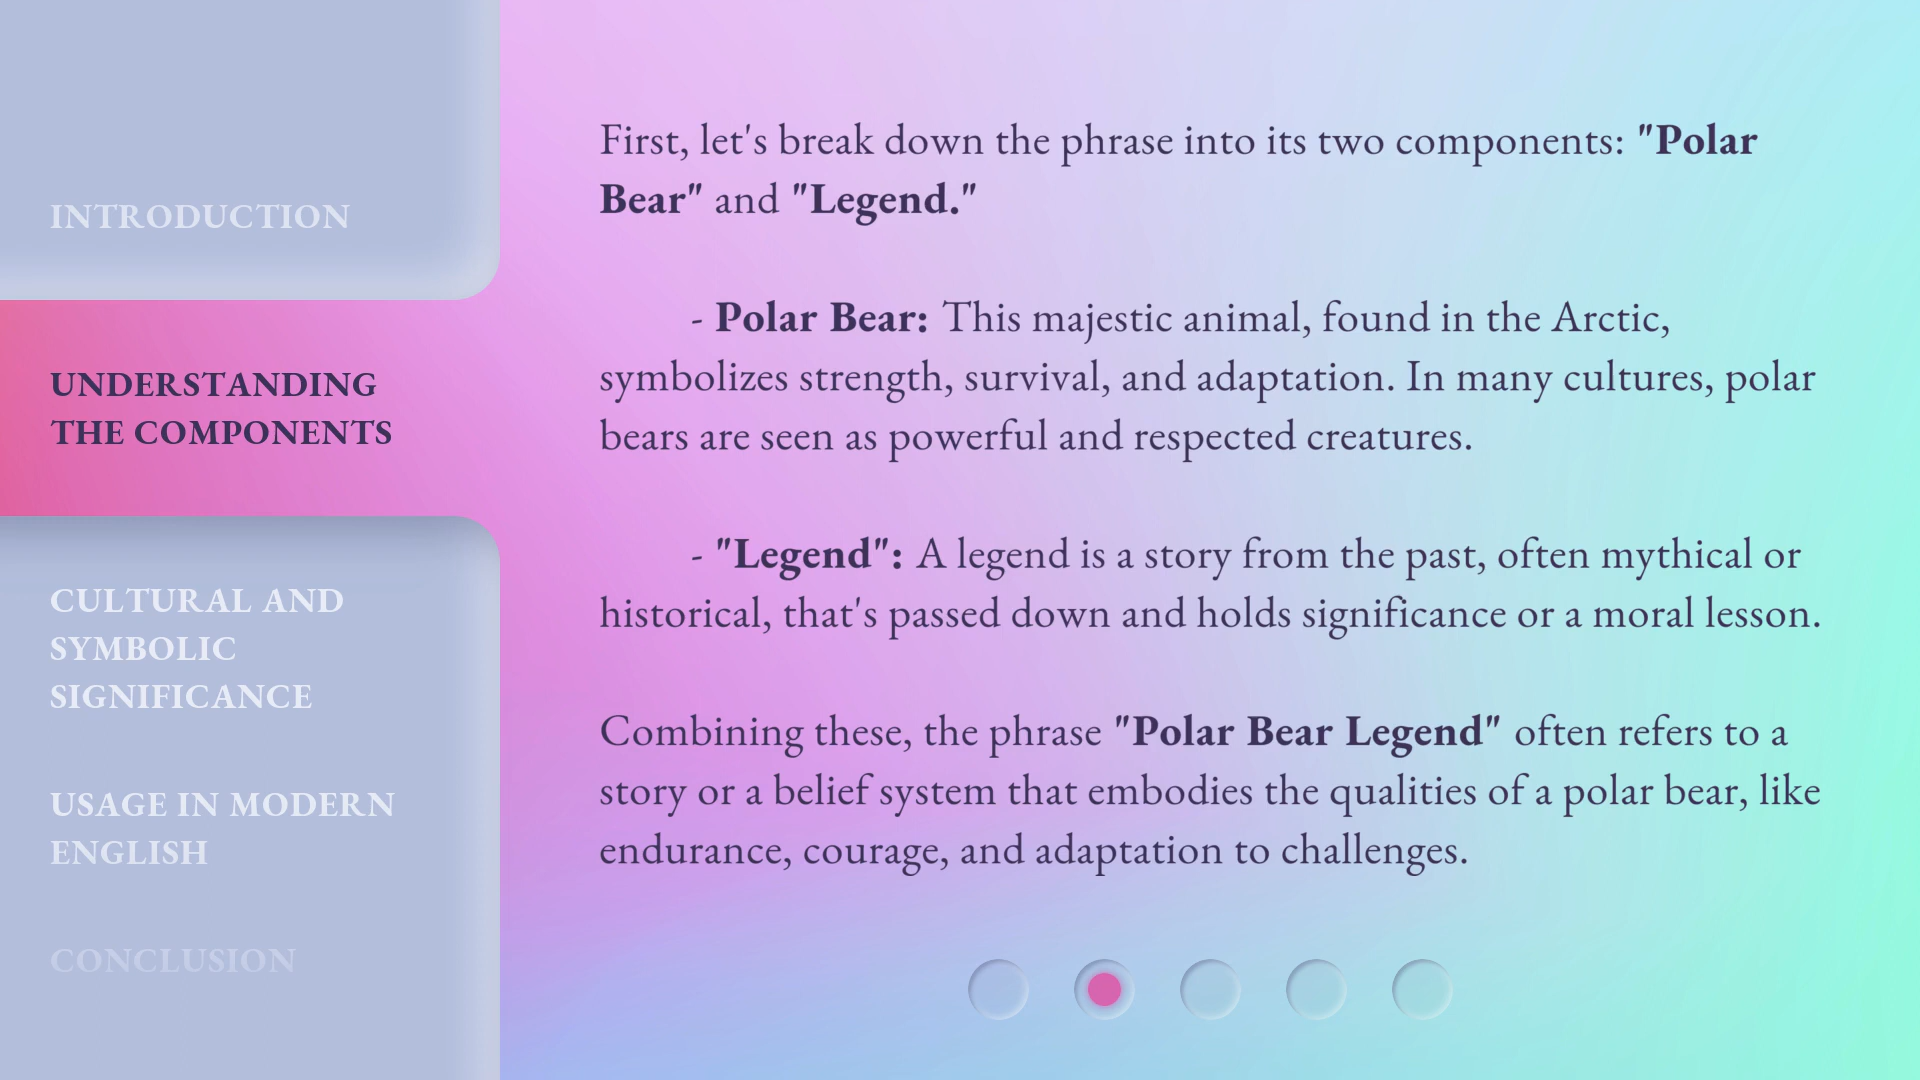 INTRODUCTION
UNDERSTANDING
THE COMPONENTS
CULTURAL AND
SYMBOLIC
SIGNIFICANCE
USAGE IN MODERN
ENGLISH
CONCLUSION
First, let's break down the phrase into its two components: "Polar
Bear" and "Legend."
- Polar Bear: This majestic animal, found in the Arctic,
symbolizes strength, survival, and adaptation. In many cultures, polar
bears are seen as powerful and respected creatures.
- "Legend": A legend is a story from the past, often mythical or
historical, that's passed down and holds significance or a moral lesson.
Combining these, the phrase "Polar Bear Legend" often refers to a
story or a belief system that embodies the qualities of a polar bear, like
endurance, courage, and adaptation to challenges.